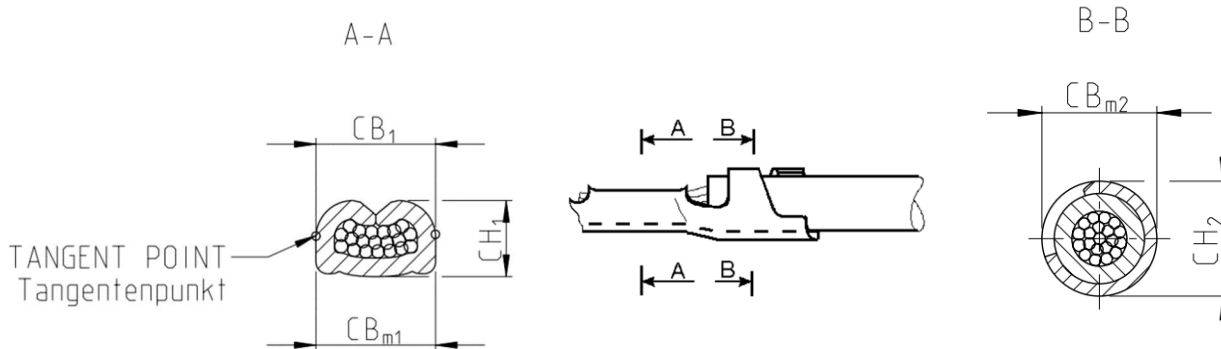 A-A
B-B
CB1
CBm2
A B
CH1
CH2
TANGENT POINT
Tangentenpunkt
A B
CBm1